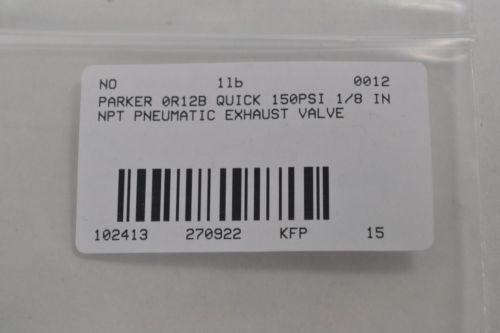 NO 1lb 0012
PARKER 0R12B QUICK 150PSI 1/8 IN
NPT PNEUMATIC EXHAUST VALVE
102413 270922 KFP 15